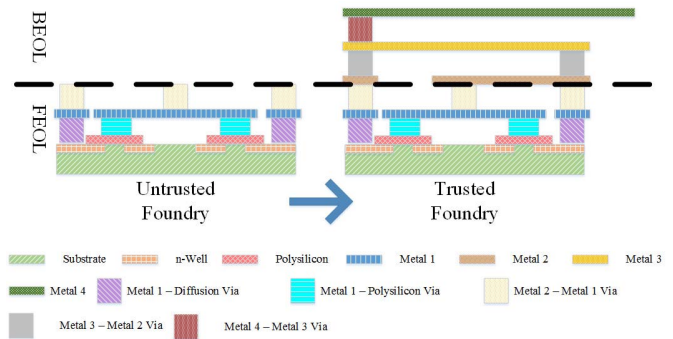 BEOL
FEOL
Untrusted
Foundry
Trusted
Foundry
Substrate
n-Well
Polysilicon
Metal 1
Metal 2
Metal 3
Metal 4
Metal 1 – Diffusion Via
Metal 1 – Polysilicon Via
Metal 2 – Metal 1 Via
Metal 3 – Metal 2 Via
Metal 4 – Metal 3 Via